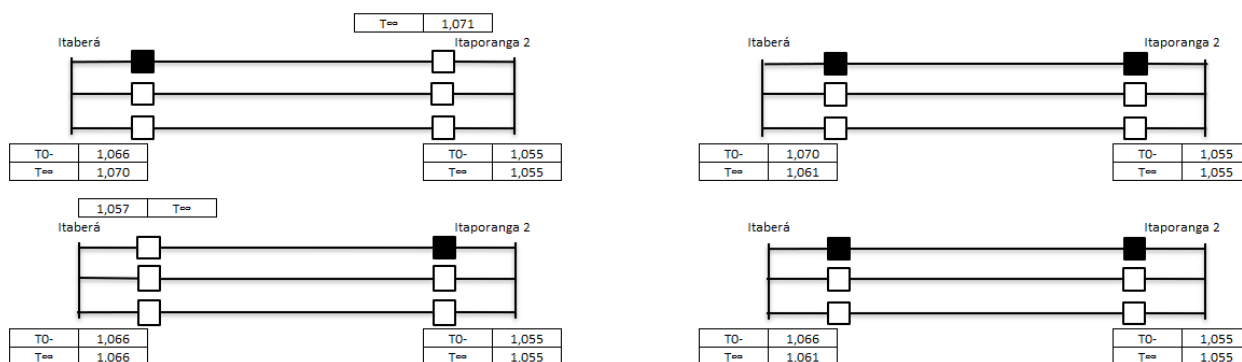 T∞ 1,071
Itaberá Itaporanga 2
T0- 1,066 T0- 1,055
T∞ 1,070 T∞ 1,055
Itaberá Itaporanga 2
T0- 1,070 T0- 1,055
T∞ 1,061 T∞ 1,055
1,057 T∞
Itaberá Itaporanga 2
T0- 1,066 T0- 1,055
T∞ 1,066 T∞ 1,055
Itaberá Itaporanga 2
T0- 1,066 T0- 1,055
T∞ 1,061 T∞ 1,055